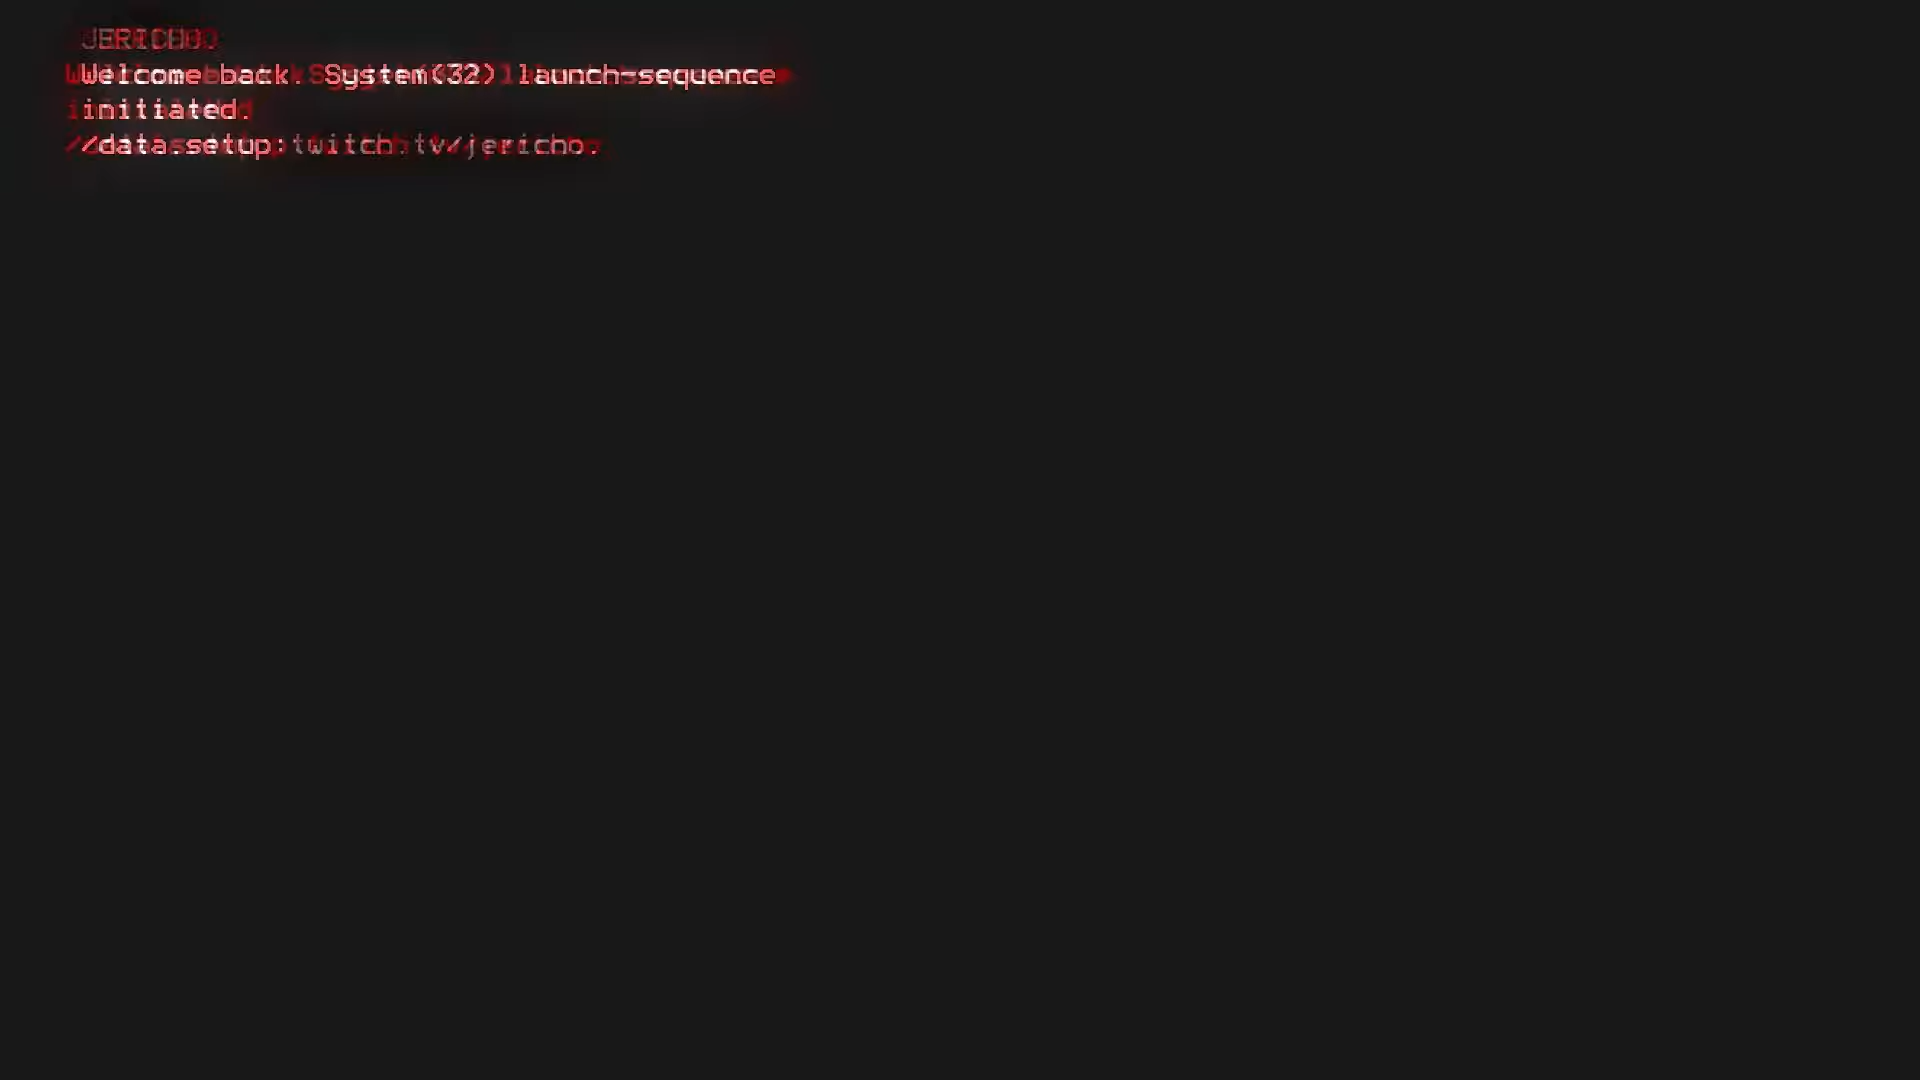 JERICHO.
Welcome back. System(32) launch-sequence
initiated.
//data.setup:twitch.tv/jericho.